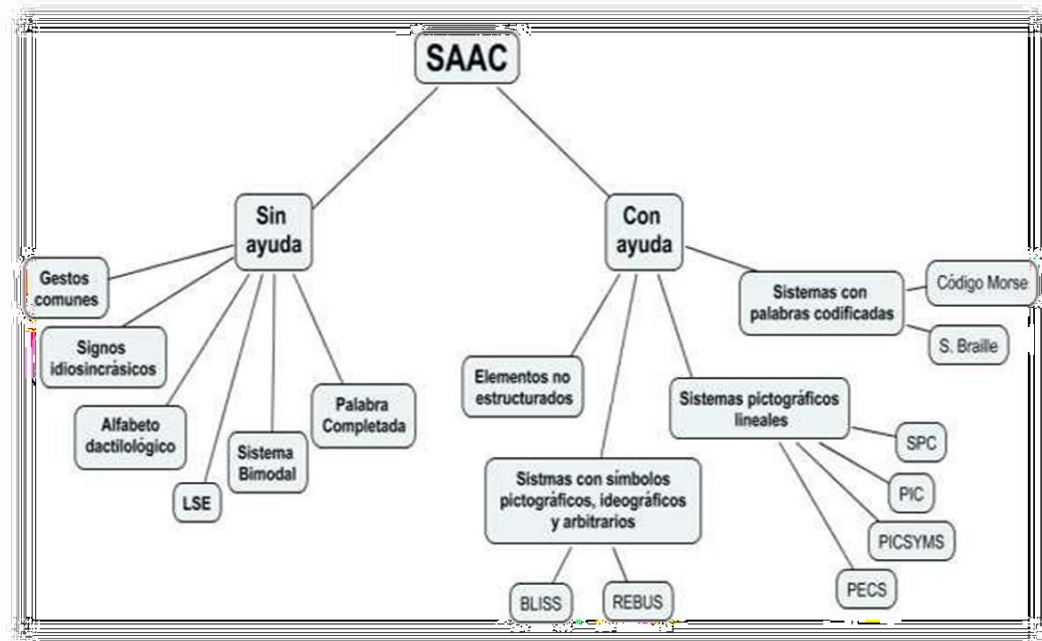 SAAC
Sin
ayuda
Con
ayuda
Gestos
comunes
Signos
idiosincrásicos
Alfabeto
dactilológico
LSE
Sistema
Bimodal
Palabra
Completada
Elementos no
estructurados
Sistmas con símbolos
pictográficos, ideográficos
y arbitrarios
BLISS
REBUS
Sistemas pictográficos
lineales
SPC
PIC
PICSYMS
PECS
Sistemas con
palabras codificadas
Código Morse
S. Braille